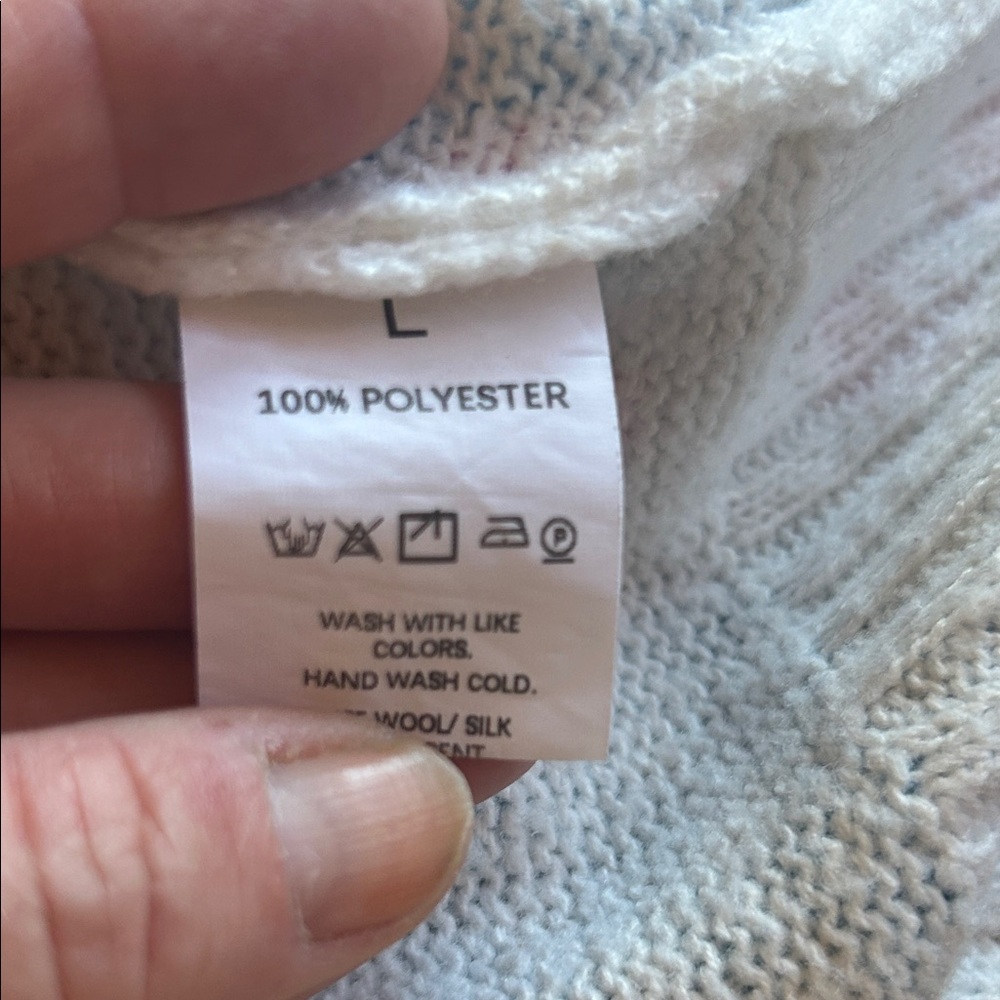 L
100% POLYESTER
P
WASH WITH LIKE
COLORS.
HAND WASH COLD.
WOOL/ SILK